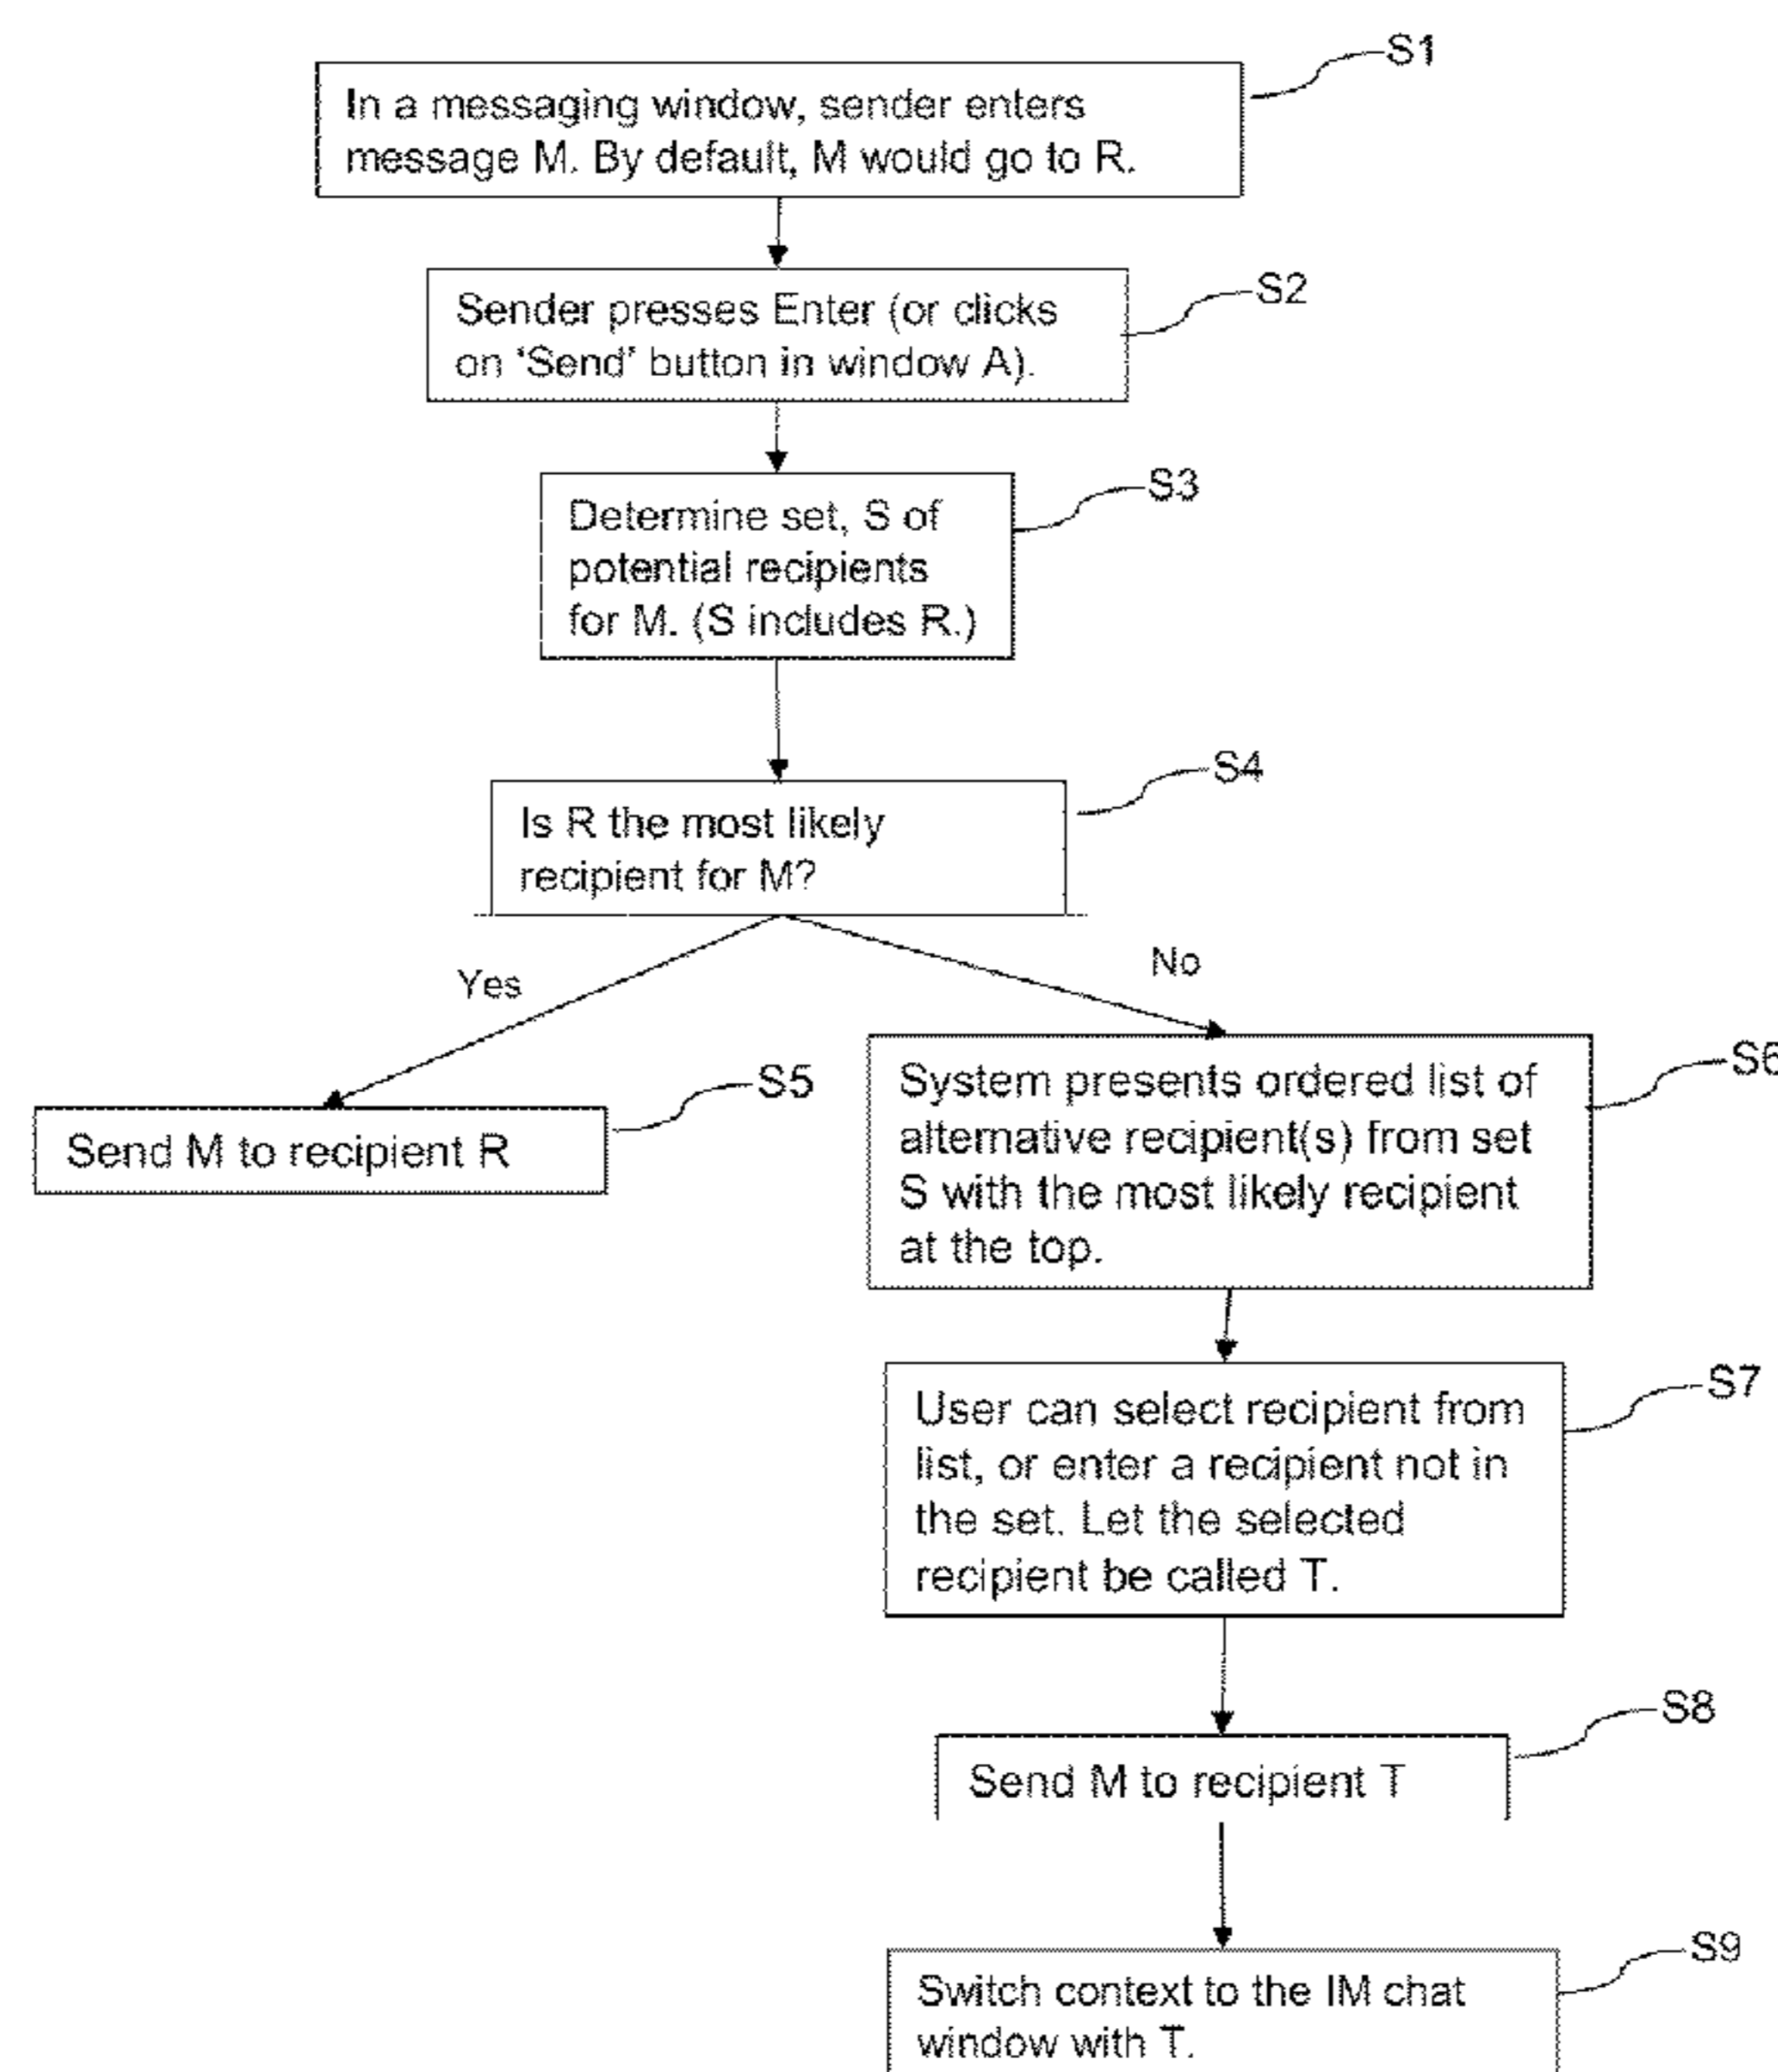 S1
In a messaging window, sender enters
message M. By default, M would go to R.
S2
Sender presses Enter (or clicks
on ‘Send’ button in window A).
S3
Determine set, S of
potential recipients
for M. (S includes R.)
S4
Is R the most likely
recipient for M?
Yes
No
S5
Send M to recipient R
S6
System presents ordered list of
alternative recipient(s) from set
S with the most likely recipient
at the top.
S7
User can select recipient from
list, or enter a recipient not in
the set. Let the selected
recipient be called T.
S8
Send M to recipient T
S9
Switch context to the IM chat
window with T.